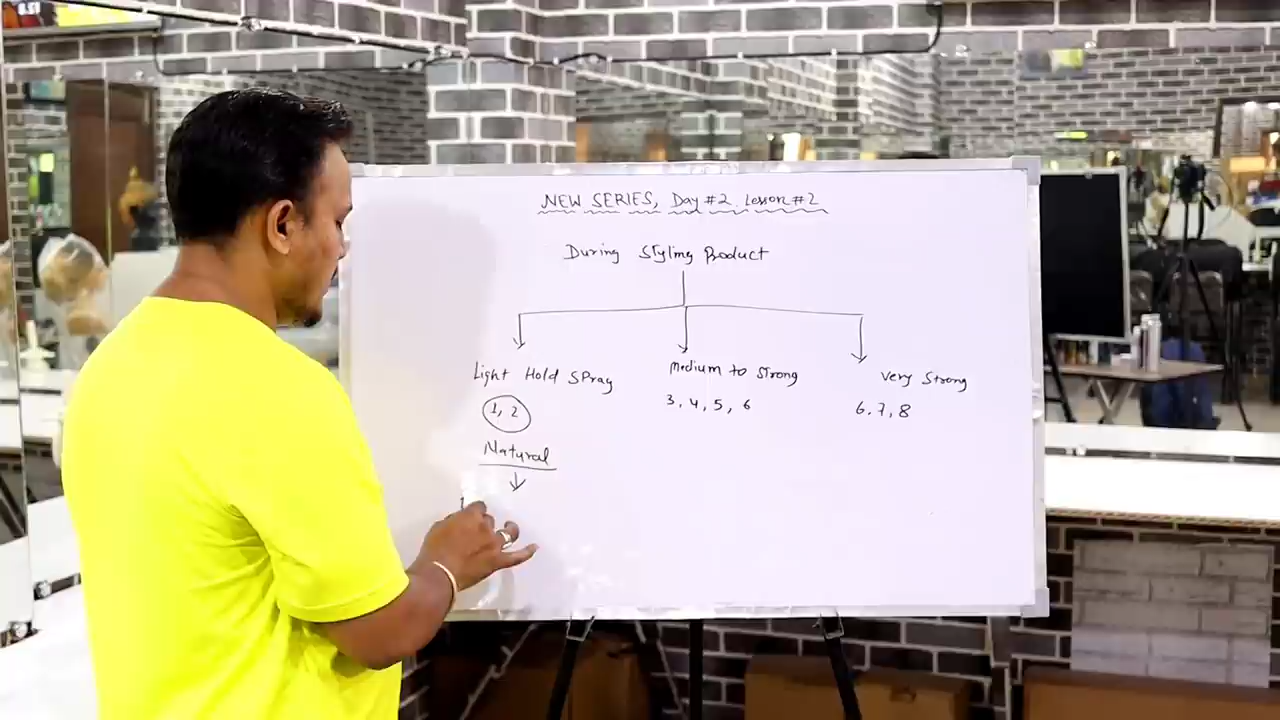 NEW SERIES, Day #2. Lesson #2
During Styling Product
Light Hold SPray
Medium to Strong
Very Strong
1, 2
3, 4, 5, 6
6, 7, 8
Natural